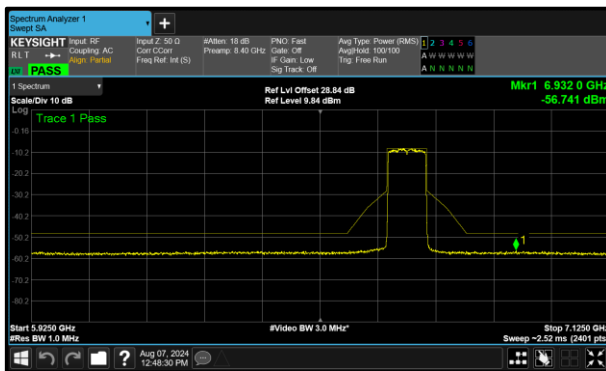 Spectrum Analyzer 1
Swept SA
+
KEYSIGHT
RLT
PASS
Input: RF
Coupling: AC
Align: Partial
Input Z: 50 Ω
Corr CCorr
Freq Ref: Int (S)
#Atten: 18 dB
Preamp: 8.40 GHz
PNO: Fast
Gate: Off
IF Gain: Low
Sig Track: Off
Avg Type: Power (RMS)
Avg|Hold: 100/100
Trig: Free Run
1 2 3 4 5 6
A W W W W W
A N N N N N
1 Spectrum
Scale/Div 10 dB
Ref Lvl Offset 28.84 dB
Ref Level 9.84 dBm
Mkr1 6.932 0 GHz
-56.741 dBm
Log
Trace 1 Pass
-0.16
-10.2
-20.2
-30.2
-40.2
-50.2
-60.2
-70.2
-80.2
1
Start 5.9250 GHz
#Res BW 1.0 MHz
#Video BW 3.0 MHz*
Stop 7.1250 GHz
Sweep ~2.52 ms (2401 pts)
?
Aug 07, 2024
12:48:30 PM